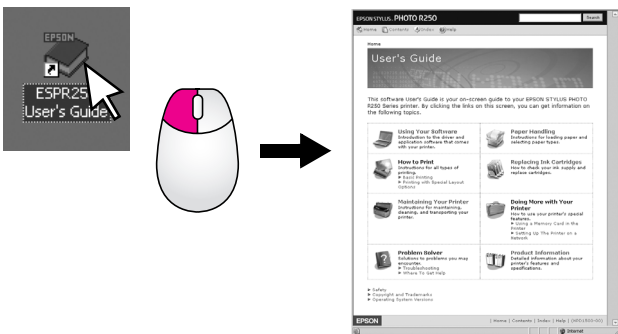 EPSON
ESPR25
User's Guide
EPSON STYLUS PHOTO R250
Search
Home Contents Index Help
Home
User's Guide
This software User's Guide is your on-screen guide to your EPSON STYLUS PHOTO
R250 Series printer. By clicking the links on this screen, you can get information on
the following topics.
Using Your Software
Introduction to the driver and
application software that comes
with your printer.
Paper Handling
Instructions for loading paper and
selecting paper types.
How to Print
Instructions for all types of
printing.
Basic Printing
Printing with Special Layout
Options
Replacing Ink Cartridges
How to check your ink supply and
replace cartridges.
Maintaining Your Printer
Instructions for maintaining,
cleaning, and transporting your
printer.
Doing More with Your
Printer
How to use your printer's special
features.
Using a Memory Card in the
Printer
Setting Up The Printer on a
Network
Problem Solver
Solutions to problems you may
encounter.
Troubleshooting
Where To Get Help
Product Information
Detailed information about your
printer's features and
specifications.
Safety
Copyright and Trademarks
Operating System Versions
EPSON
| Home | Contents | Index | Help |
Internet